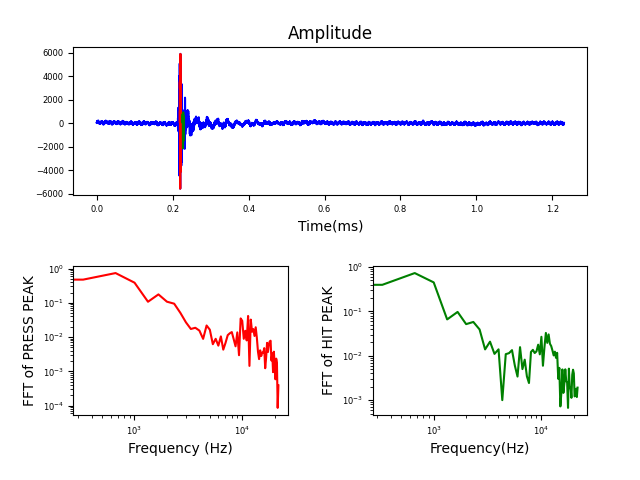 Amplitude
6000
4000
2000
0
−2000
−4000
−6000
0.0 0.2 0.4 0.6 0.8 1.0 1.2
Time(ms)
FFT of PRESS PEAK
10⁰
10⁻¹
10⁻²
10⁻³
10⁻⁴
10³ 10⁴
Frequency (Hz)
FFT of HIT PEAK
10⁰
10⁻¹
10⁻²
10⁻³
10³ 10⁴
Frequency(Hz)